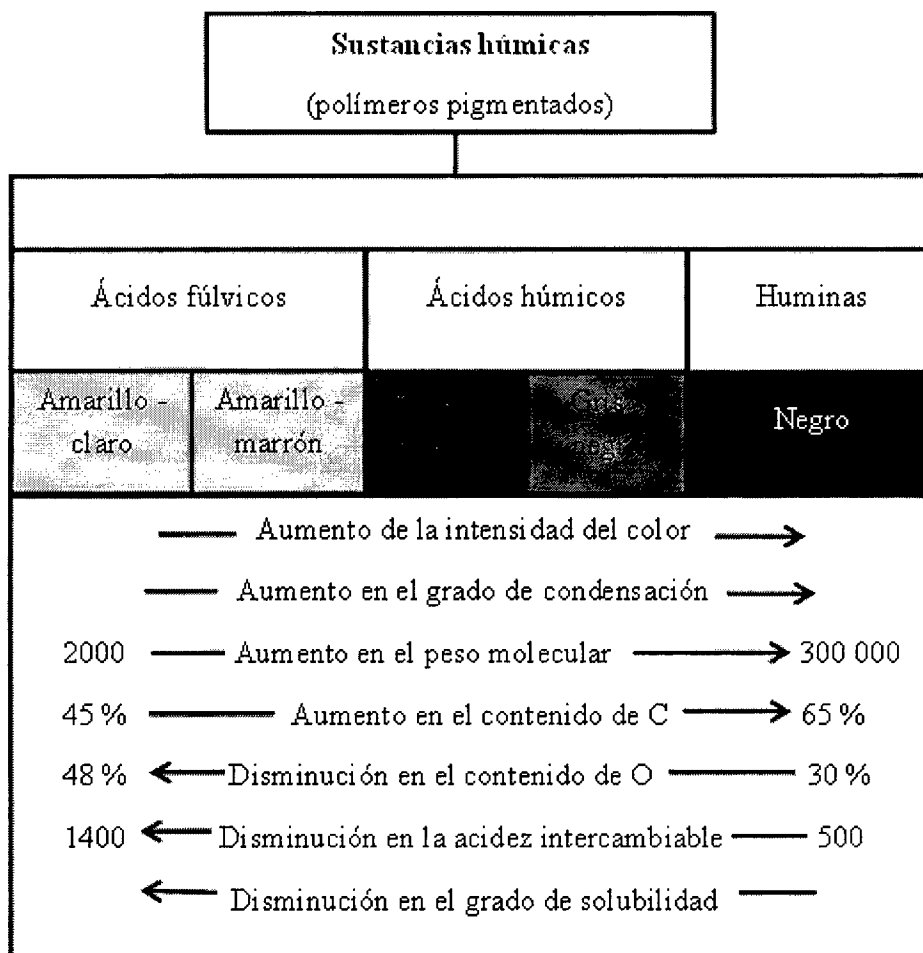 Sustancias húmicas
(polímeros pigmentados)
Ácidos fúlvicos
Ácidos húmicos
Huminas
Amarillo -
claro
Amarillo -
marrón
Negro
Aumento de la intensidad del color
Aumento en el grado de condensación
2000 Aumento en el peso molecular 300 000
45 % Aumento en el contenido de C 65 %
48 % Disminución en el contenido de O 30 %
1400 Disminución en la acidez intercambiable 500
Disminución en el grado de solubilidad